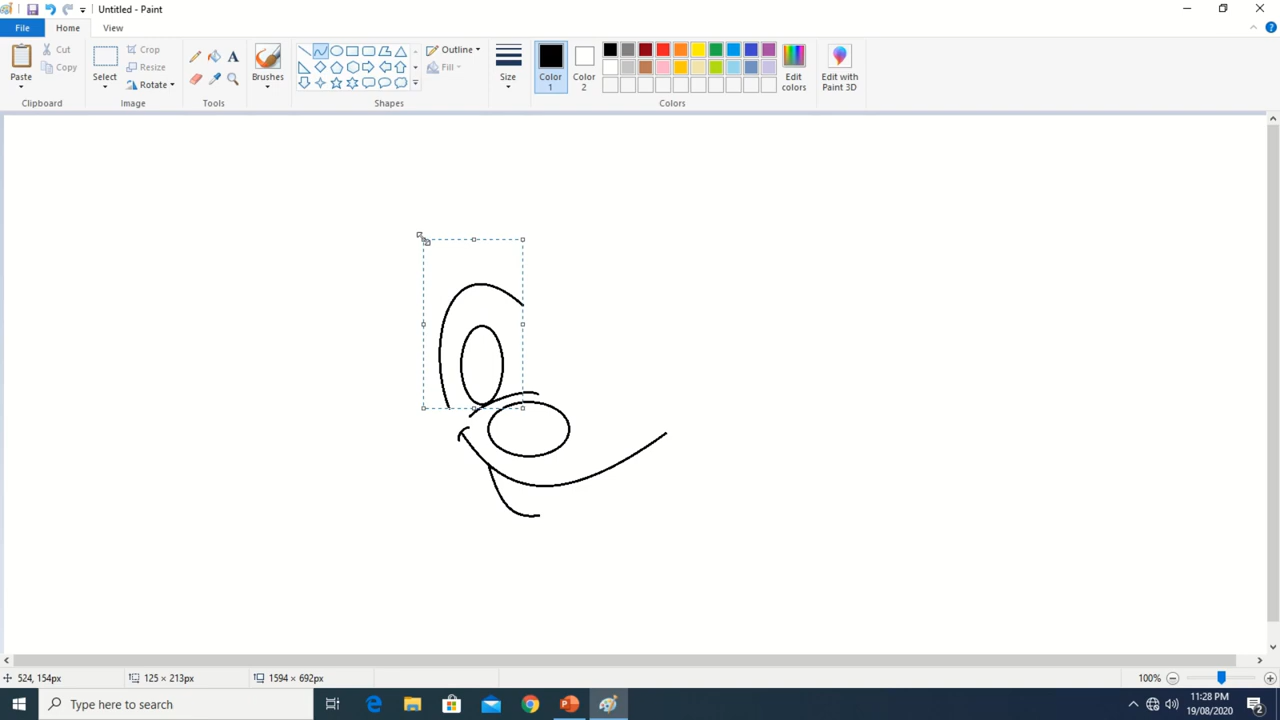 Untitled - Paint
File
Home
View
Paste
Cut
Copy
Clipboard
Select
Crop
Resize
Rotate
Image
A
Tools
Brushes
Outline
Fill
Shapes
Size
Color
1
Color
2
Edit
colors
Colors
Edit with
Paint 3D
524, 154px
125 × 213px
1594 × 692px
100%
Type here to search
11:28 PM
19/08/2020
2